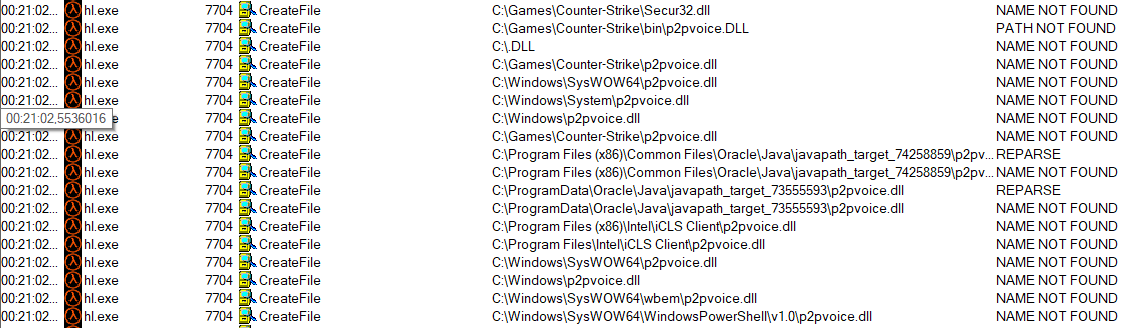 00:21:02... hl.exe 7704 CreateFile C:\Games\Counter-Strike\Secur32.dll NAME NOT FOUND
00:21:02... hl.exe 7704 CreateFile C:\Games\Counter-Strike\bin\p2pvoice.DLL PATH NOT FOUND
00:21:02... hl.exe 7704 CreateFile C:\.DLL NAME NOT FOUND
00:21:02... hl.exe 7704 CreateFile C:\Games\Counter-Strike\p2pvoice.dll NAME NOT FOUND
00:21:02... hl.exe 7704 CreateFile C:\Windows\SysWOW64\p2pvoice.dll NAME NOT FOUND
00:21:02... hl.exe 7704 CreateFile C:\Windows\System\p2pvoice.dll NAME NOT FOUND
00:21:02,5536016 7704 CreateFile C:\Windows\p2pvoice.dll NAME NOT FOUND
00:21:02... hl.exe 7704 CreateFile C:\Games\Counter-Strike\p2pvoice.dll NAME NOT FOUND
00:21:02... hl.exe 7704 CreateFile C:\Program Files (x86)\Common Files\Oracle\Java\javapath_target_74258859\p2pv... REPARSE
00:21:02... hl.exe 7704 CreateFile C:\Program Files (x86)\Common Files\Oracle\Java\javapath_target_74258859\p2pv... NAME NOT FOUND
00:21:02... hl.exe 7704 CreateFile C:\ProgramData\Oracle\Java\javapath_target_73555593\p2pvoice.dll REPARSE
00:21:02... hl.exe 7704 CreateFile C:\ProgramData\Oracle\Java\javapath_target_73555593\p2pvoice.dll NAME NOT FOUND
00:21:02... hl.exe 7704 CreateFile C:\Program Files (x86)\Intel\iCLS Client\p2pvoice.dll NAME NOT FOUND
00:21:02... hl.exe 7704 CreateFile C:\Program Files\Intel\iCLS Client\p2pvoice.dll NAME NOT FOUND
00:21:02... hl.exe 7704 CreateFile C:\Windows\SysWOW64\p2pvoice.dll NAME NOT FOUND
00:21:02... hl.exe 7704 CreateFile C:\Windows\p2pvoice.dll NAME NOT FOUND
00:21:02... hl.exe 7704 CreateFile C:\Windows\SysWOW64\wbem\p2pvoice.dll NAME NOT FOUND
00:21:02... hl.exe 7704 CreateFile C:\Windows\SysWOW64\WindowsPowerShell\v1.0\p2pvoice.dll NAME NOT FOUND